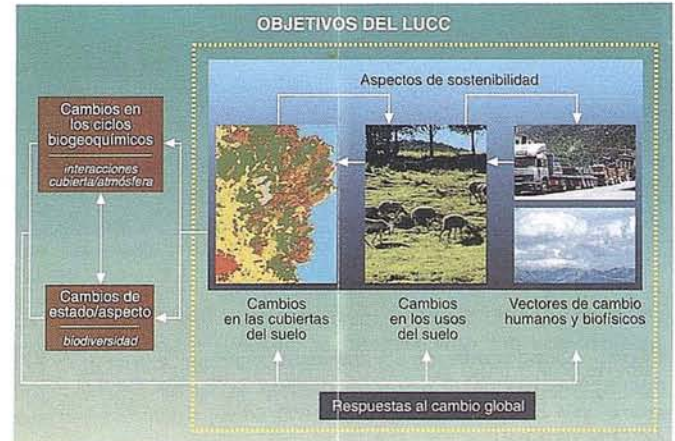 OBJETIVOS DEL LUCC
Aspectos de sostenibilidad
Cambios en
los ciclos
biogeoquímicos
interacciones
cubierta/atmósfera
Cambios de
estado/aspecto
biodiversidad
Cambios
en las cubiertas
del suelo
Cambios
en los usos
del suelo
Vectores de cambio
humanos y biofísicos
Respuestas al cambio global